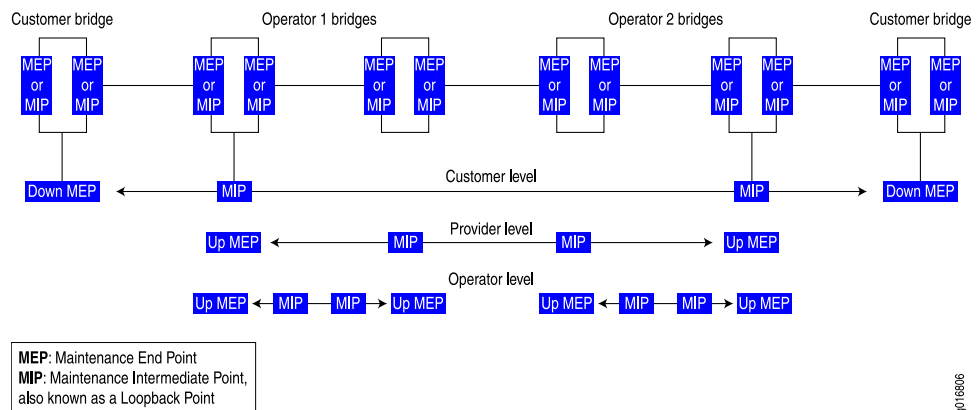 Customer bridge
Operator 1 bridges
Operator 2 bridges
Customer bridge
MEP or MIP
MEP or MIP
MEP or MIP
MEP or MIP
MEP or MIP
MEP or MIP
MEP or MIP
MEP or MIP
MEP or MIP
MEP or MIP
MEP or MIP
MEP or MIP
Customer level
Down MEP
MIP
MIP
Down MEP
Provider level
Up MEP
MIP
MIP
Up MEP
Operator level
Up MEP
MIP
MIP
Up MEP
Up MEP
MIP
MIP
Up MEP
MEP: Maintenance End Point
MIP: Maintenance Intermediate Point,
also known as a Loopback Point
g016806